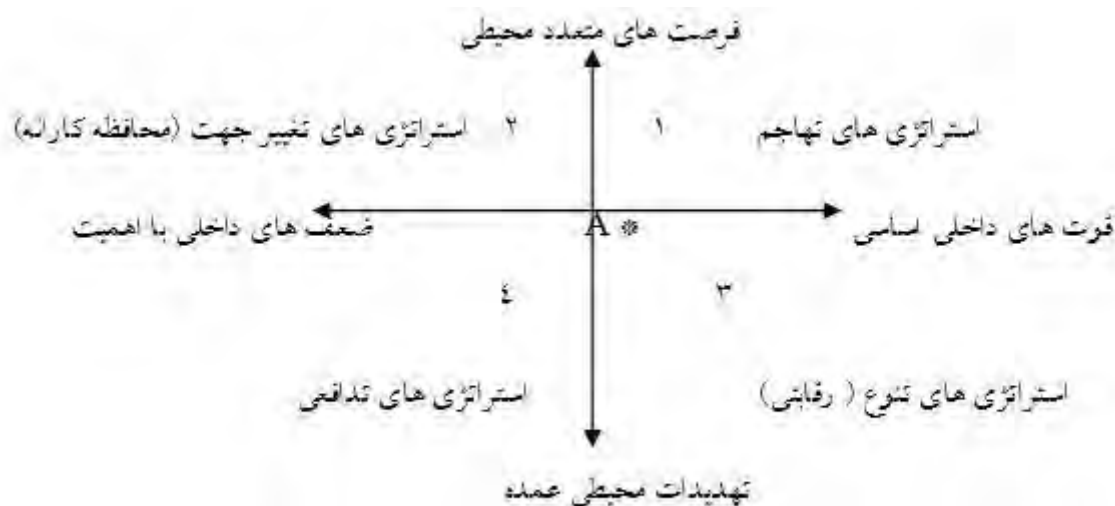 فرصت های متعدد محیطی
استراتژی های تهاجم
۱
۲
استراتژی های تغییر جهت (محافظه کارانه)
قوت های داخلی اساسی
A *
ضعف های داخلی با اهمیت
۳
٤
استراتژی های تنوع ( رقابتی)
استراتژی های تدافعی
تهدیدات محیطی عمده